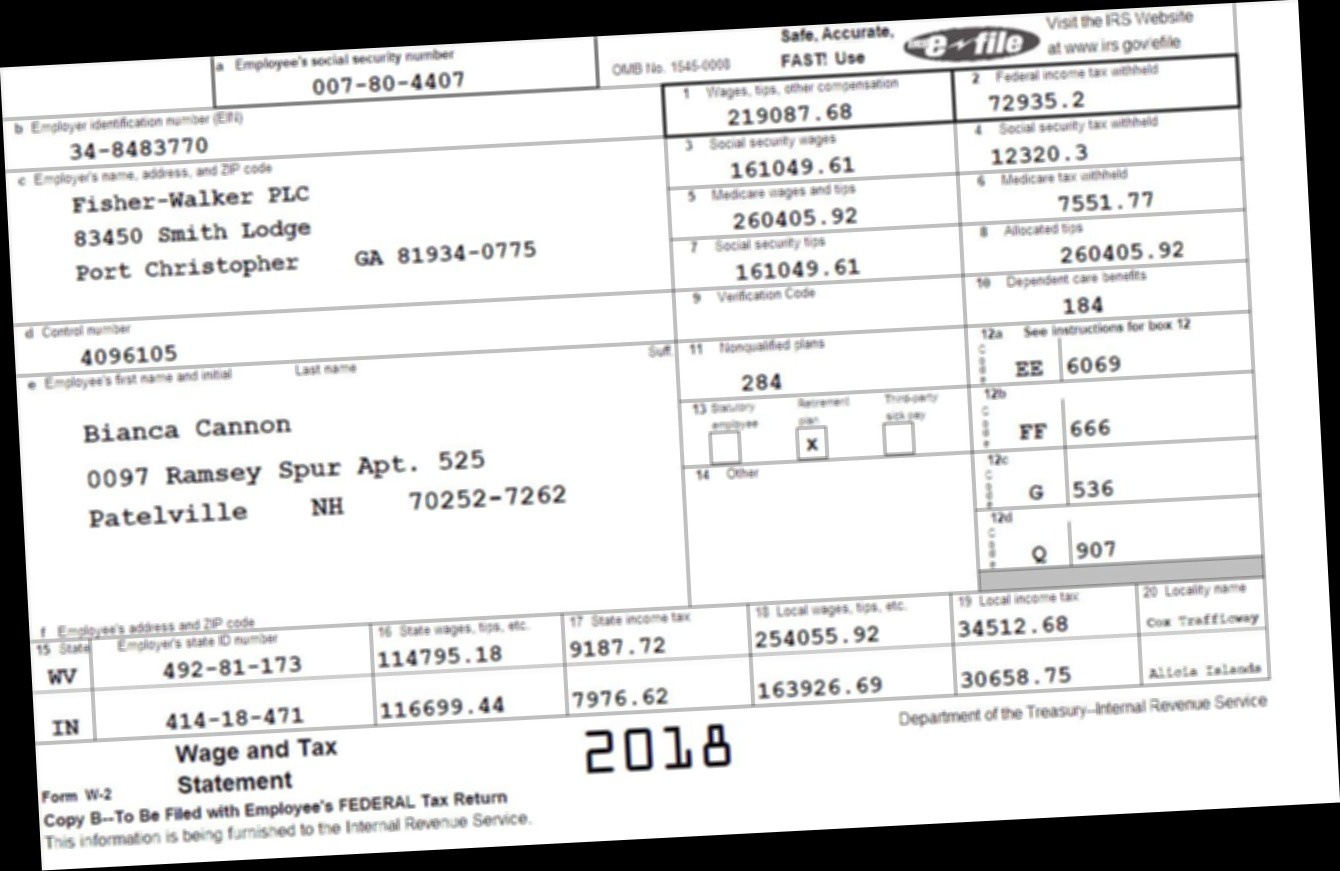 a Employee's social security number
007-80-4407
OMB No. 1545-0008
Safe, Accurate,
FAST! Use
IRS e-file
Visit the IRS Website
at www.irs.gov/efile
b Employer identification number (EIN)
34-8483770
1 Wages, tips, other compensation
219087.68
2 Federal income tax withheld
72935.2
c Employer's name, address, and ZIP code
Fisher-Walker PLC
83450 Smith Lodge
Port Christopher GA 81934-0775
3 Social security wages
161049.61
4 Social security tax withheld
12320.3
5 Medicare wages and tips
260405.92
6 Medicare tax withheld
7551.77
7 Social security tips
161049.61
8 Allocated tips
260405.92
d Control number
4096105
9 Verification Code
10 Dependent care benefits
184
e Employee's first name and initial Last name Suff.
Bianca Cannon
0097 Ramsey Spur Apt. 525
Patelville NH 70252-7262
11 Nonqualified plans
284
12a See instructions for box 12
Code EE 6069
13 Statutory employee
Retirement plan
x
Third-party sick pay
12b
Code FF 666
14 Other
12c
Code G 536
12d
Code Q 907
f Employee's address and ZIP code
15 State Employer's state ID number 16 State wages, tips, etc. 17 State income tax 18 Local wages, tips, etc. 19 Local income tax 20 Locality name
WV 492-81-173 114795.18 9187.72 254055.92 34512.68 Cox Trafficway
IN 414-18-471 116699.44 7976.62 163926.69 30658.75 Alicia Islands
Form W-2
Wage and Tax
Statement
2018
Department of the Treasury--Internal Revenue Service
Copy B--To Be Filed with Employee's FEDERAL Tax Return
This information is being furnished to the Internal Revenue Service.